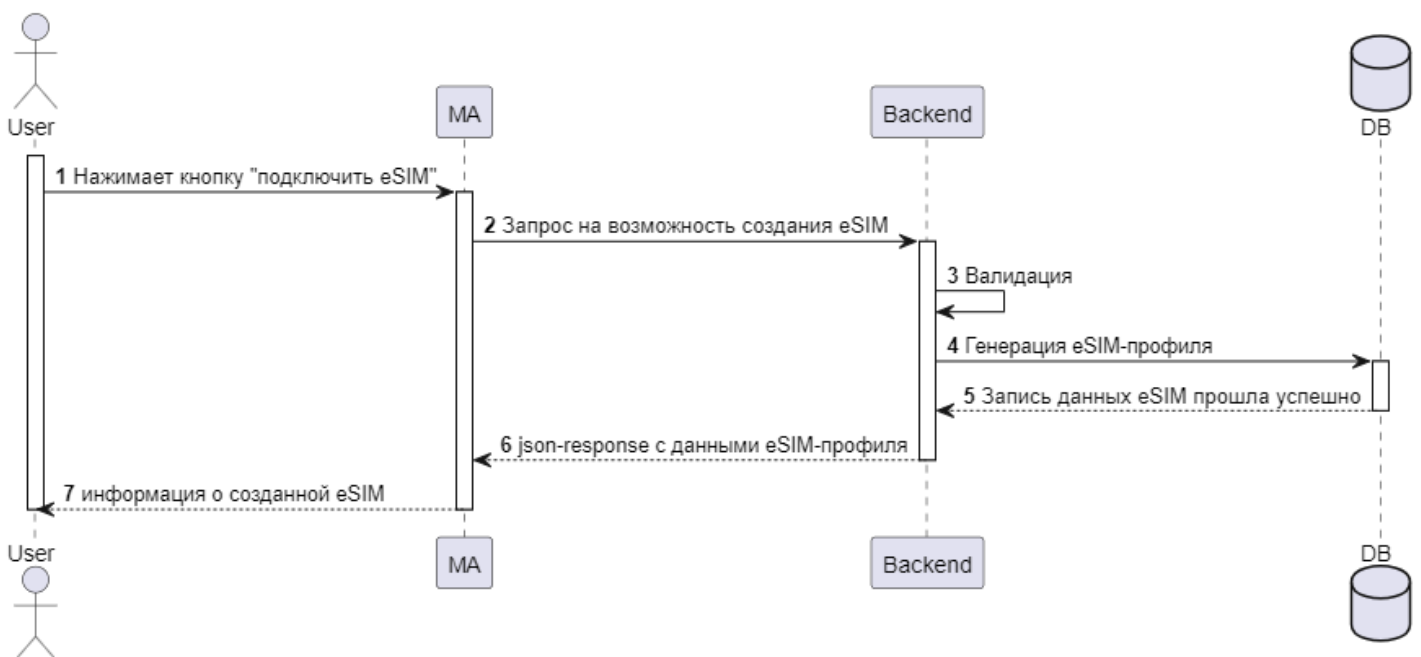 User
MA
Backend
DB
1 Нажимает кнопку "подключить eSIM"
2 Запрос на возможность создания eSIM
3 Валидация
4 Генерация eSIM-профиля
5 Запись данных eSIM прошла успешно
6 json-response с данными eSIM-профиля
7 информация о созданной eSIM
User
MA
Backend
DB